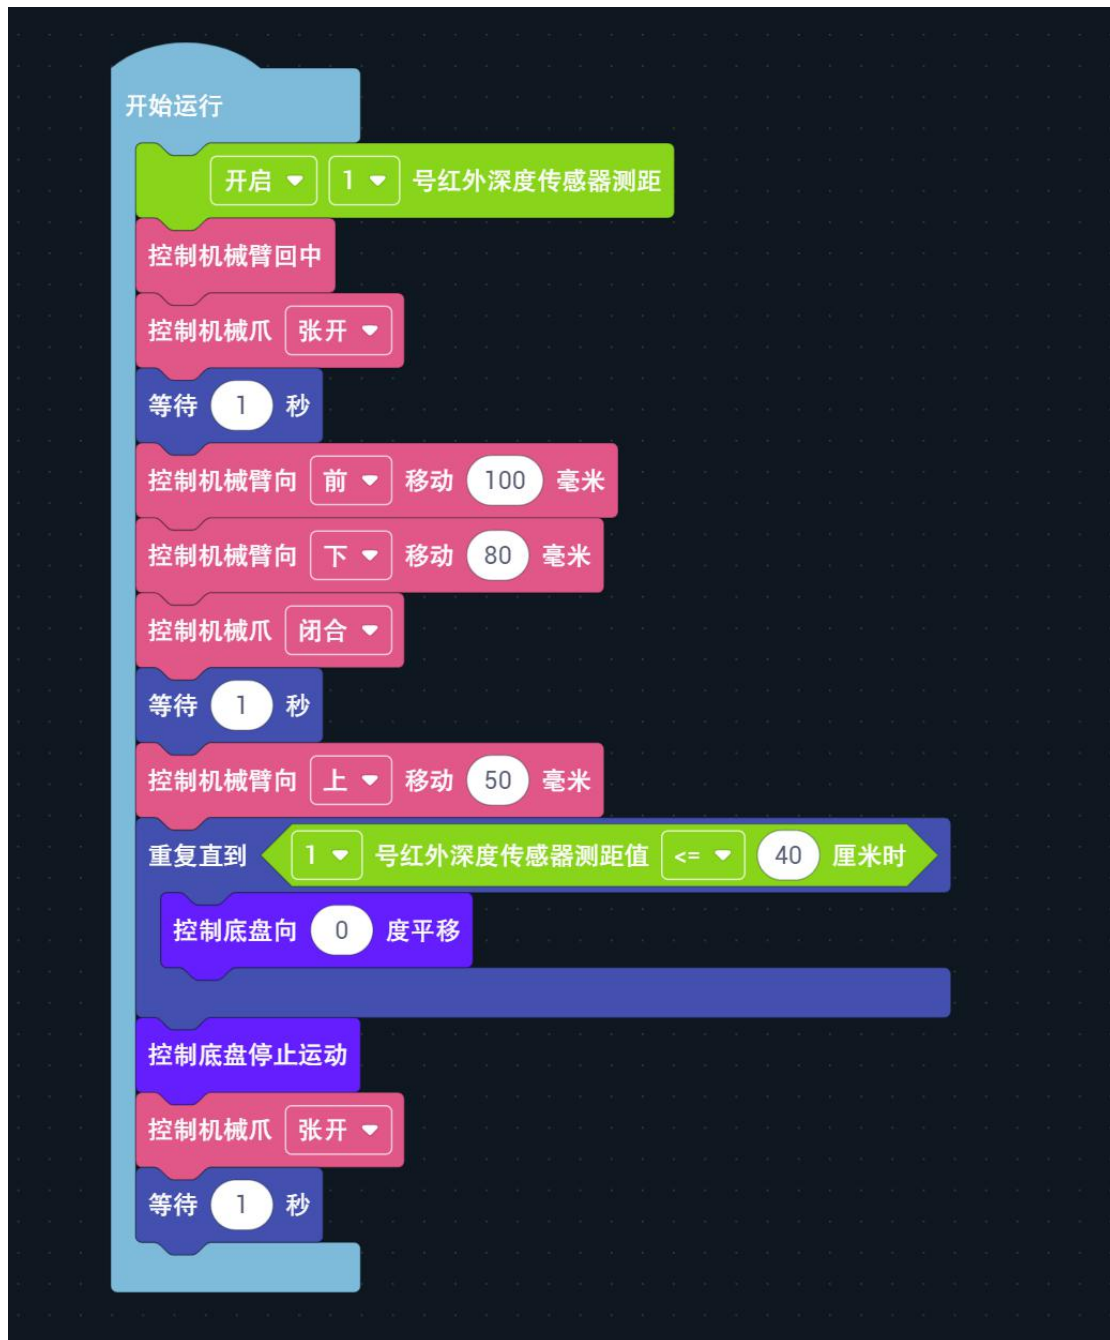 开始运行
开启 1 号红外深度传感器测距
控制机械臂回中
控制机械爪 张开
等待 1 秒
控制机械臂向 前 移动 100 毫米
控制机械臂向 下 移动 80 毫米
控制机械爪 闭合
等待 1 秒
控制机械臂向 上 移动 50 毫米
重复直到 1 号红外深度传感器测距值 <= 40 厘米时
控制底盘向 0 度平移
控制底盘停止运动
控制机械爪 张开
等待 1 秒